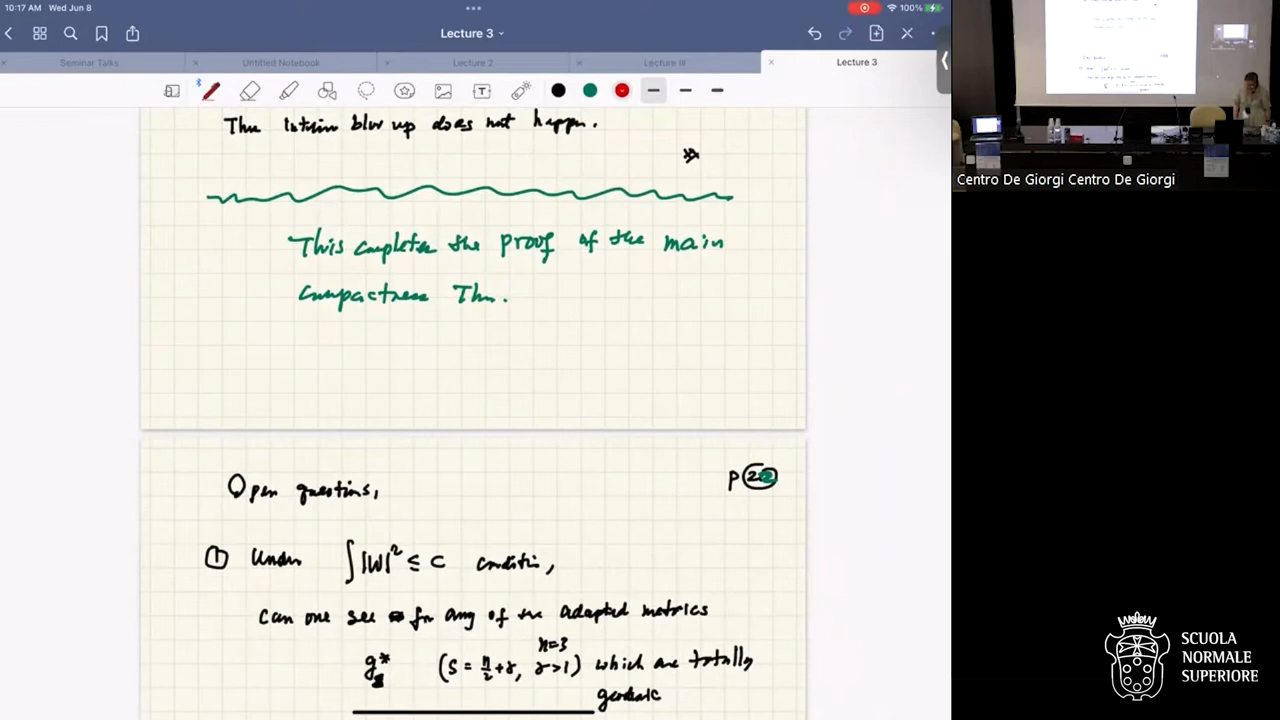 10:17 AM Wed Jun 8
100%
Lecture 3
Seminar Talks
Untitled Notebook
Lecture 2
Lecture III
Lecture 3
The interior blow up does not happen.
This completes the proof of the main
compactness Thm.
Open questions,
p 22
① Under ∫|W|² ≤ C condition,
can one see for any of the adapted metrics
n=3
g* (s = n/2 + γ, γ > 1) which are totally
geodesic
Centro De Giorgi Centro De Giorgi
SCUOLA
NORMALE
SUPERIORE